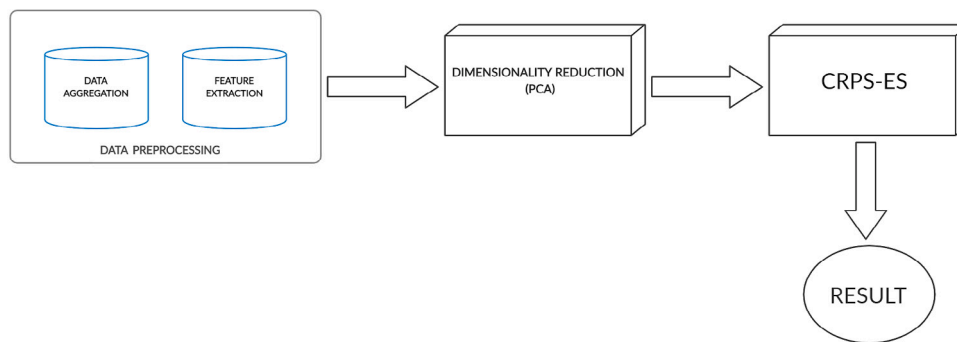 DATA
AGGREGATION
FEATURE
EXTRACTION
DATA PREPROCESSING
DIMENSIONALITY REDUCTION
(PCA)
CRPS-ES
RESULT